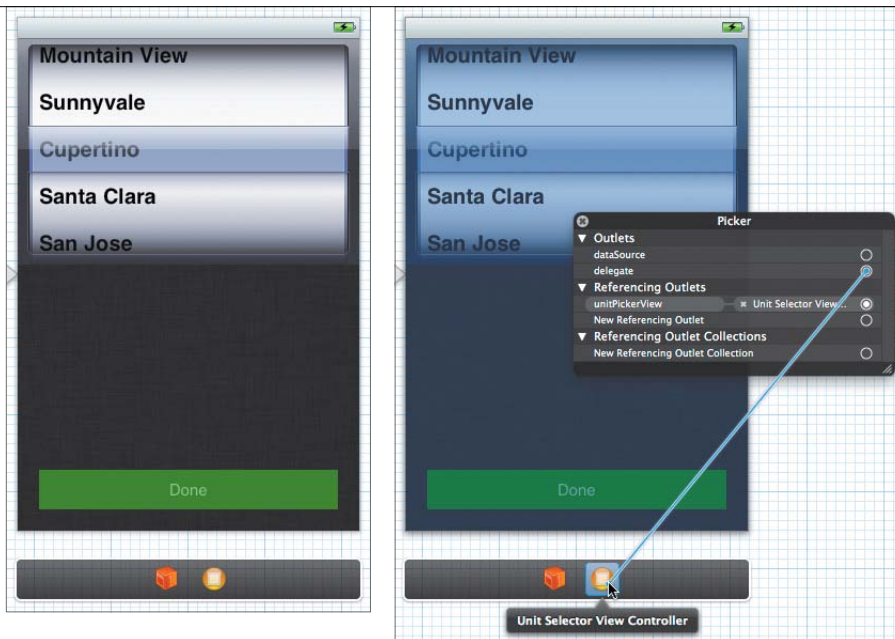 Mountain View
Sunnyvale
Cupertino
Santa Clara
San Jose
Done
Mountain View
Sunnyvale
Cupertino
Santa Clara
San Jose
Done
Picker
Outlets
dataSource
delegate
Referencing Outlets
unitPickerView Unit Selector View...
New Referencing Outlet
Referencing Outlet Collections
New Referencing Outlet Collection
Unit Selector View Controller